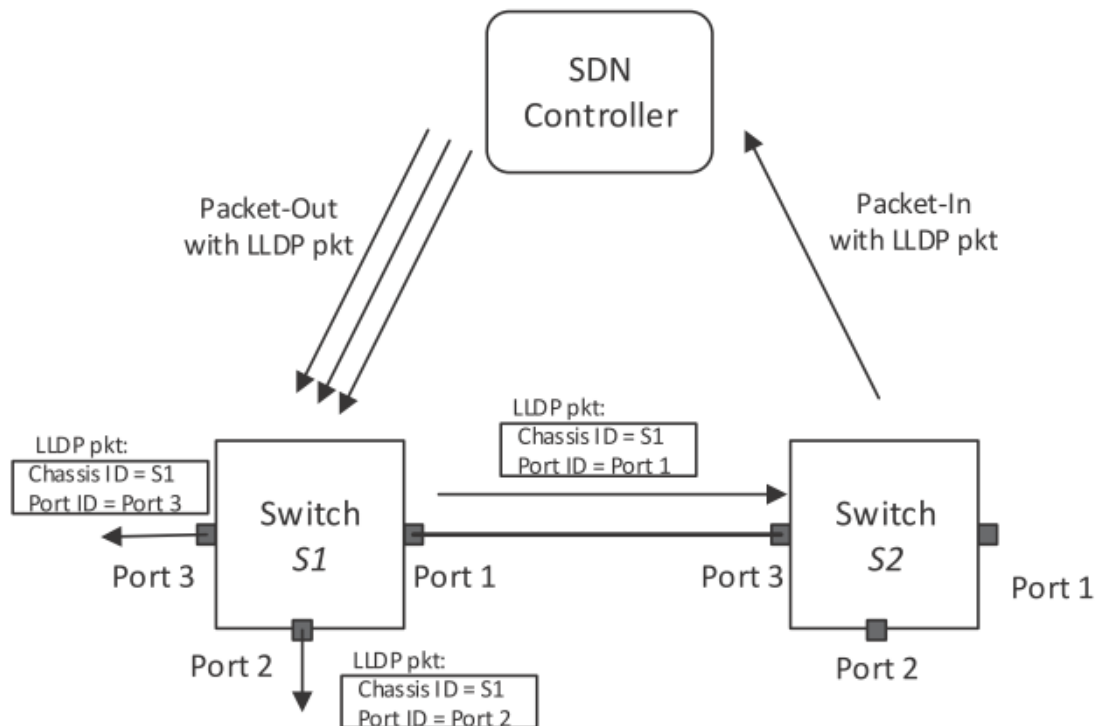 SDN
Controller
Packet-Out
with LLDP pkt
Packet-In
with LLDP pkt
LLDP pkt:
Chassis ID = S1
Port ID = Port 1
LLDP pkt:
Chassis ID = S1
Port ID = Port 3
Switch
S1
Switch
S2
Port 3
Port 1
Port 3
Port 1
Port 2
Port 2
LLDP pkt:
Chassis ID = S1
Port ID = Port 2